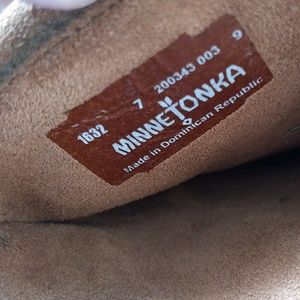 1632 7 200343 003 9
MINNETONKA
Made in Dominican Republic